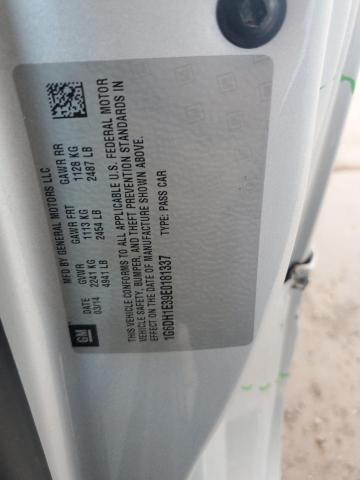 GM
MFD BY GENERAL MOTORS LLC
DATE GVWR GAWR FRT GAWR RR
03/14 2241 KG 1113 KG 1128 KG
4941 LB 2454 LB 2487 LB
THIS VEHICLE CONFORMS TO ALL APPLICABLE U.S. FEDERAL MOTOR
VEHICLE SAFETY, BUMPER, AND THEFT PREVENTION STANDARDS IN
EFFECT ON THE DATE OF MANUFACTURE SHOWN ABOVE.
1G6DH1E39E0181337 TYPE: PASS CAR